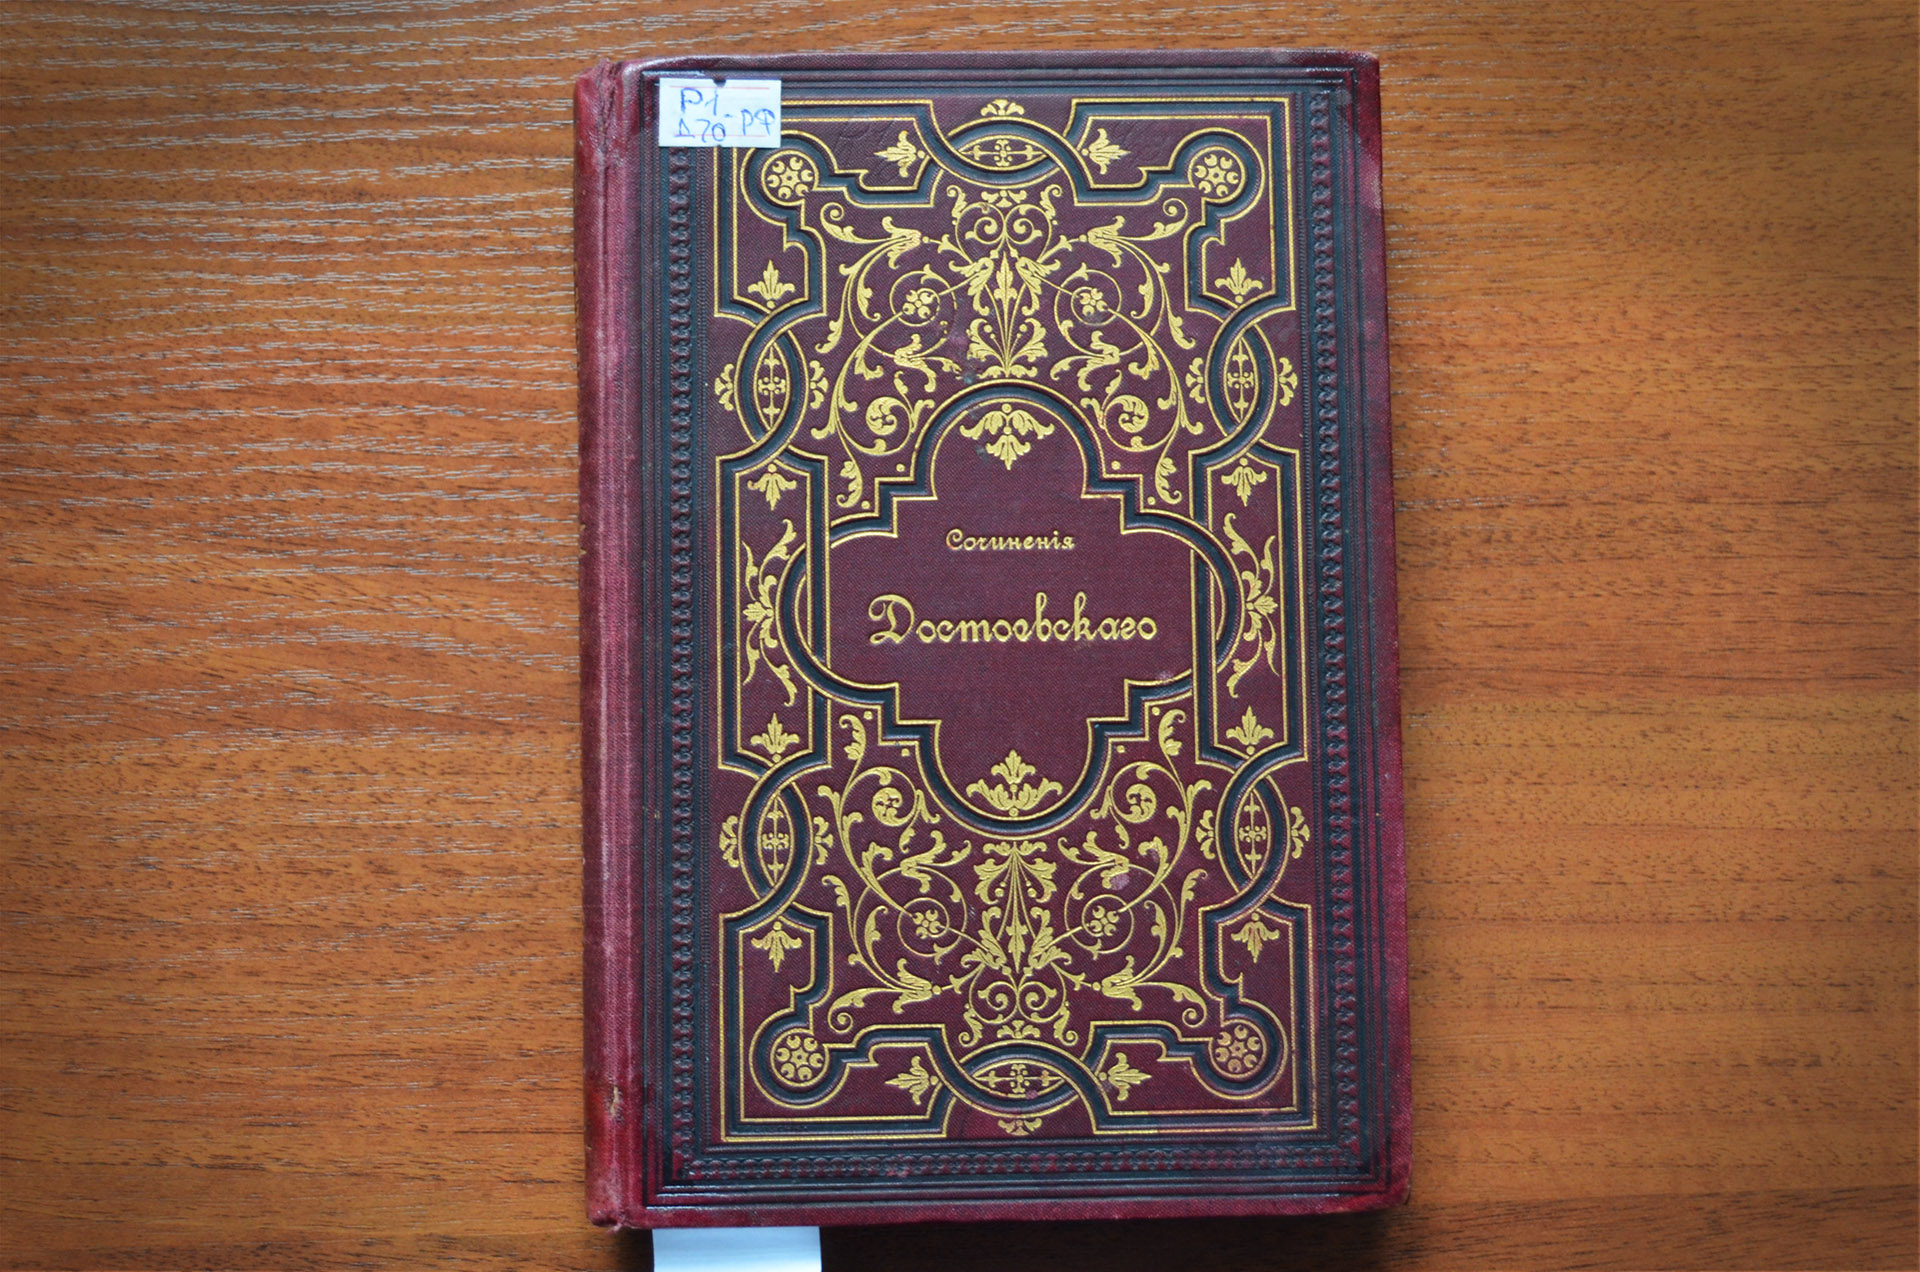 Р1
Д70 - РФ
Сочиненія
Достоевскаго